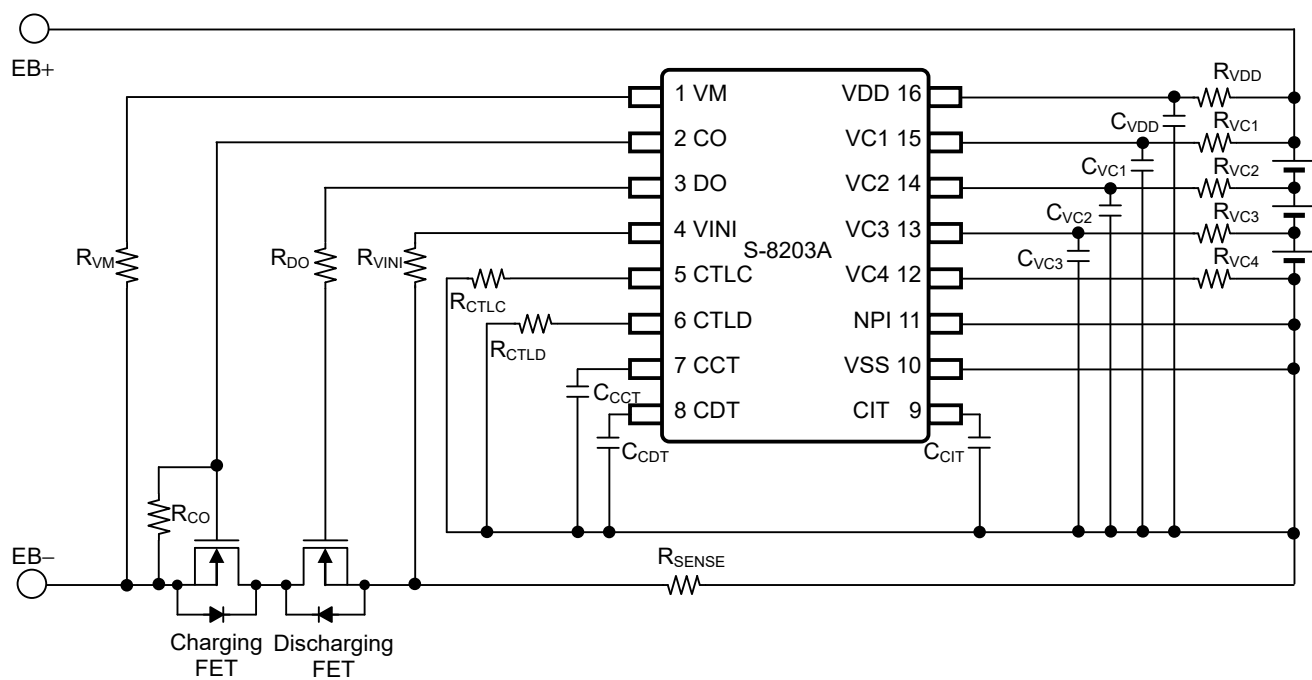 EB+
1 VM
2 CO
3 DO
4 VINI
5 CTLC
6 CTLD
7 CCT
8 CDT
S-8203A
VDD 16
VC1 15
VC2 14
VC3 13
VC4 12
NPI 11
VSS 10
CIT 9
RVDD
RVC1
RVC2
RVC3
RVC4
CVDD
CVC1
CVC2
CVC3
RVM
RDO
RVINI
RCTLC
RCTLD
CCCT
CCDT
CCIT
RCO
EB−
RSENSE
Charging
FET
Discharging
FET